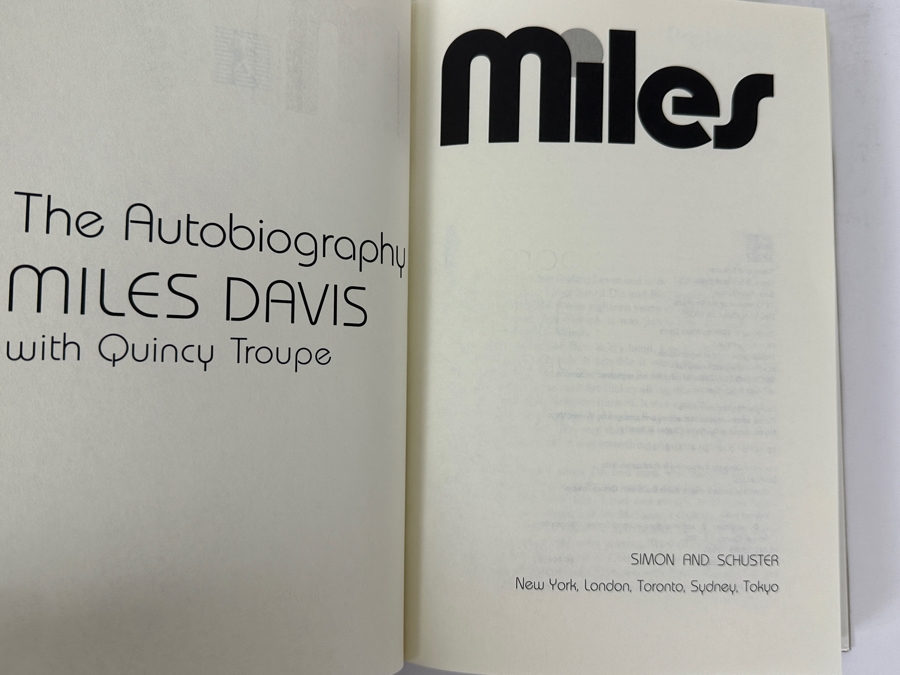 The Autobiography
MILES DAVIS
with Quincy Troupe
miles
SIMON AND SCHUSTER
New York, London, Toronto, Sydney, Tokyo